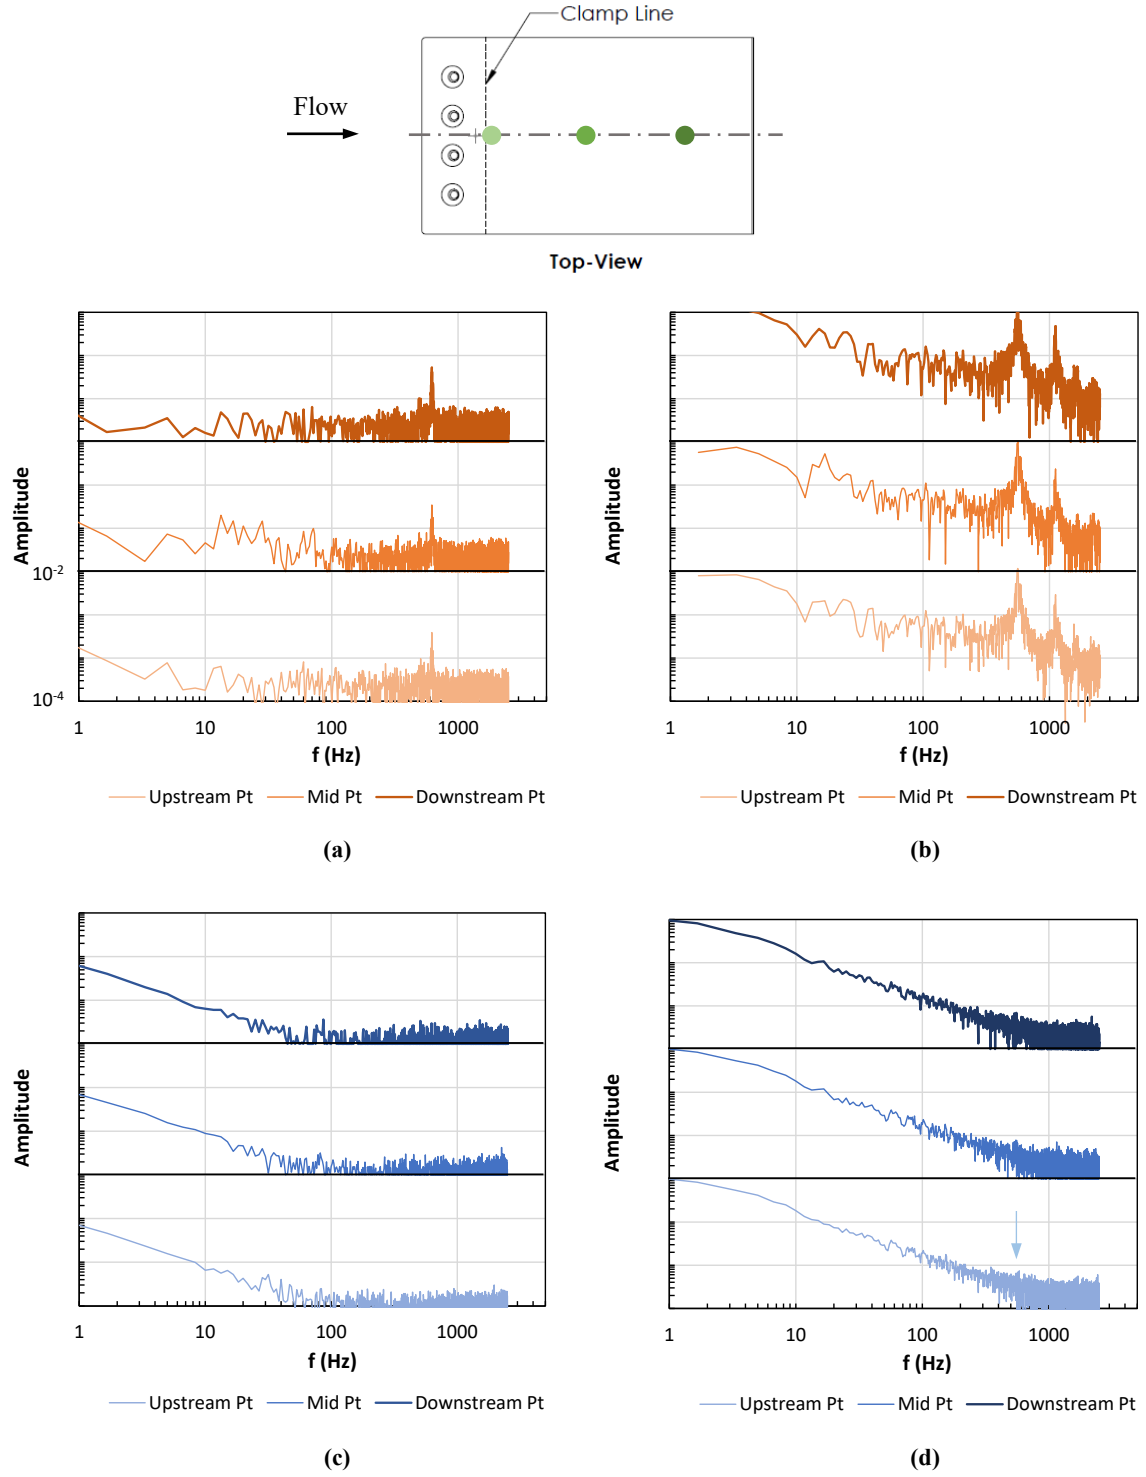 Clamp Line
Flow
Top-View
Amplitude
10-2
10-4
1 10 100 1000
f (Hz)
Upstream Pt Mid Pt Downstream Pt
(a)
Amplitude
1 10 100 1000
f (Hz)
Upstream Pt Mid Pt Downstream Pt
(b)
Amplitude
1 10 100 1000
f (Hz)
Upstream Pt Mid Pt Downstream Pt
(c)
Amplitude
1 10 100 1000
f (Hz)
Upstream Pt Mid Pt Downstream Pt
(d)